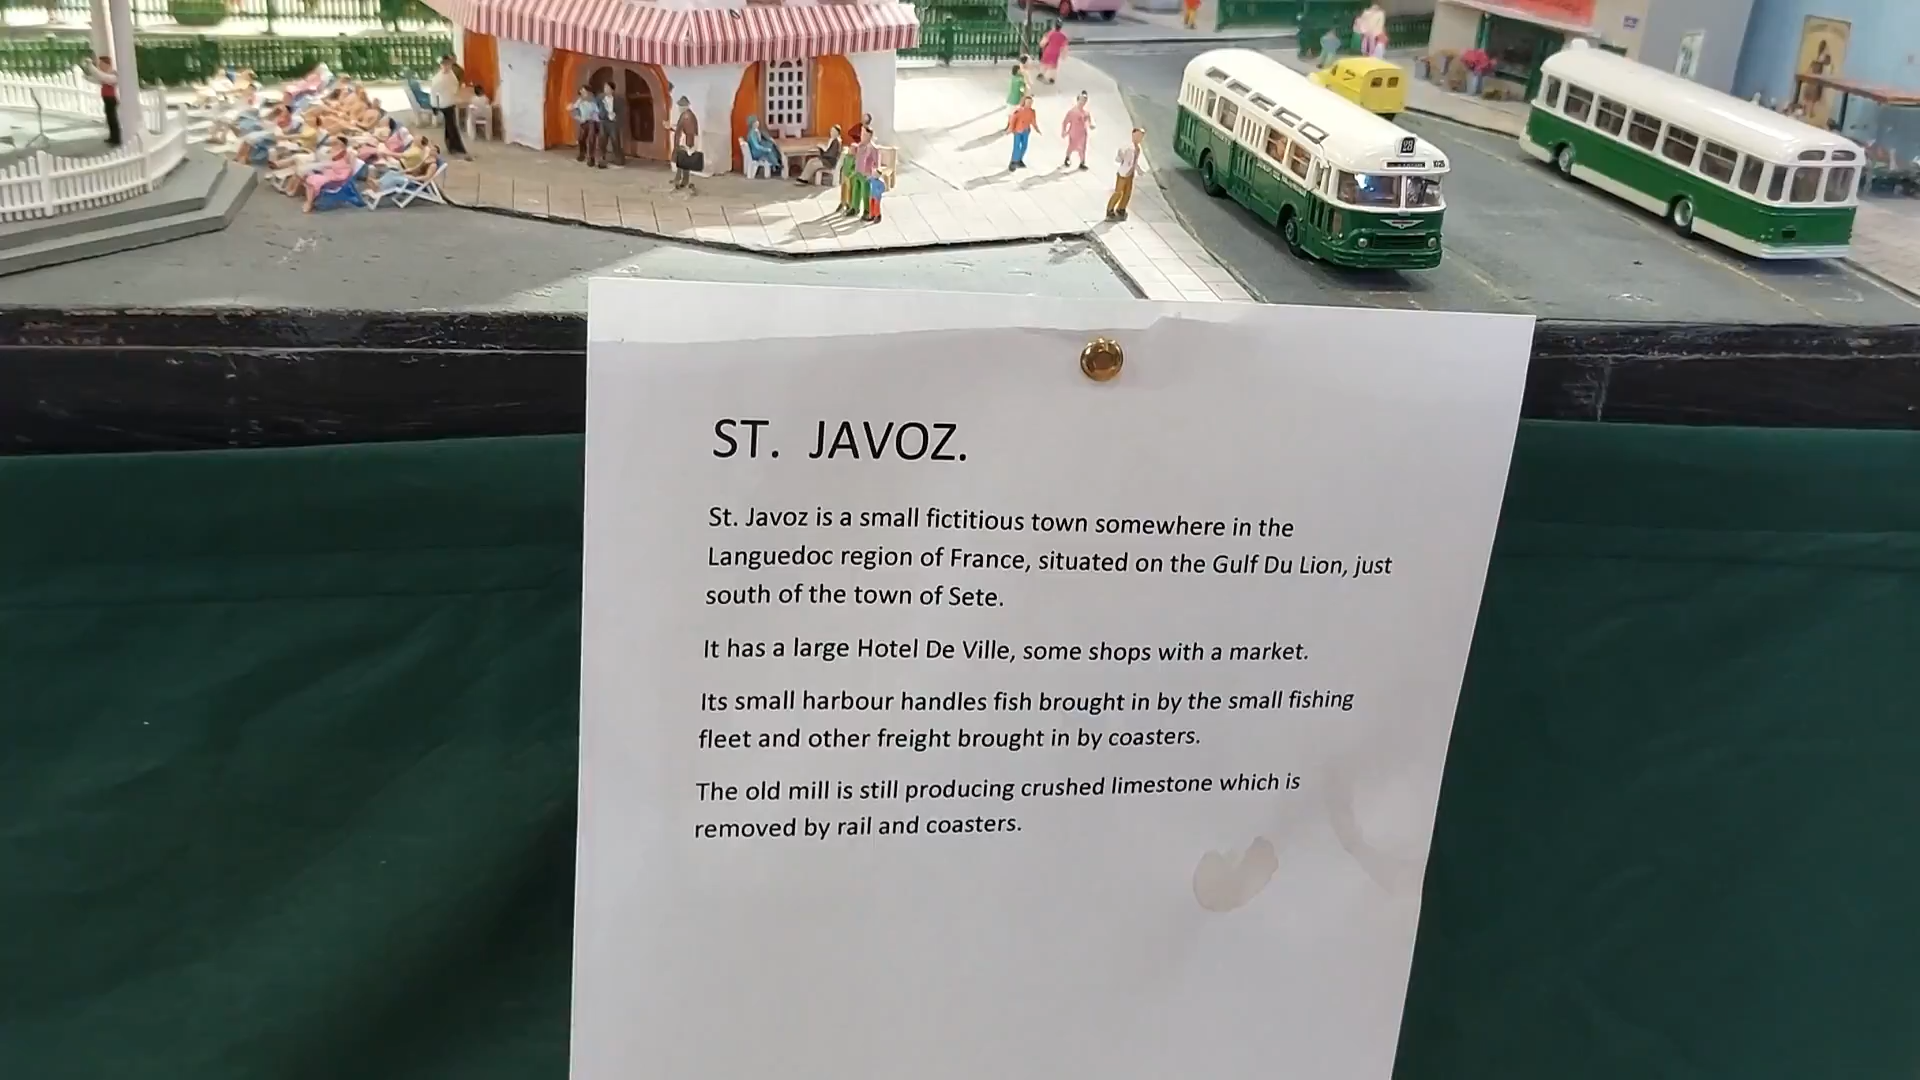 28
ST. JAVOZ.
St. Javoz is a small fictitious town somewhere in the
Languedoc region of France, situated on the Gulf Du Lion, just
south of the town of Sete.
It has a large Hotel De Ville, some shops with a market.
Its small harbour handles fish brought in by the small fishing
fleet and other freight brought in by coasters.
The old mill is still producing crushed limestone which is
removed by rail and coasters.